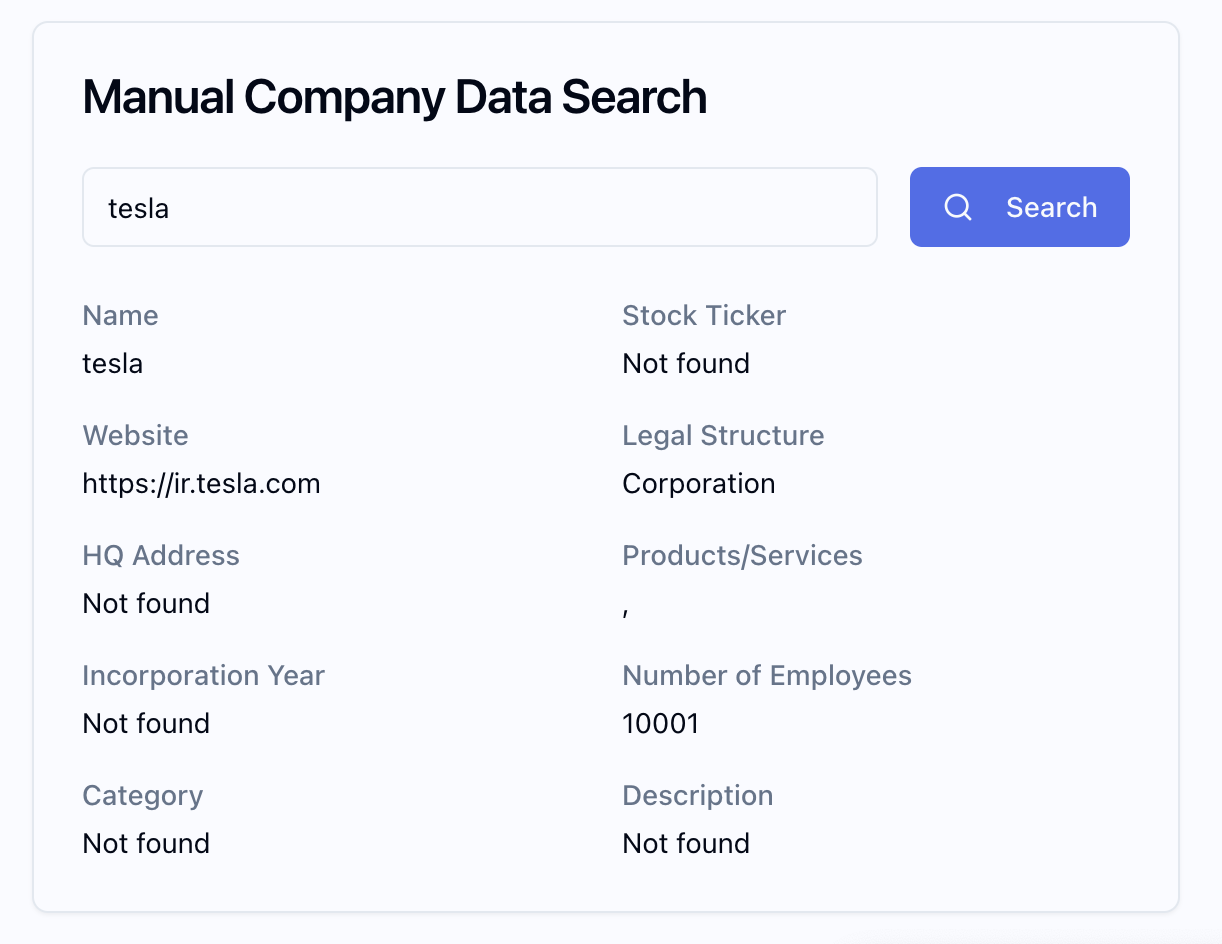 Manual Company Data Search
tesla
Search
Name
tesla
Stock Ticker
Not found
Website
https://ir.tesla.com
Legal Structure
Corporation
HQ Address
Not found
Products/Services
,
Incorporation Year
Not found
Number of Employees
10001
Category
Not found
Description
Not found